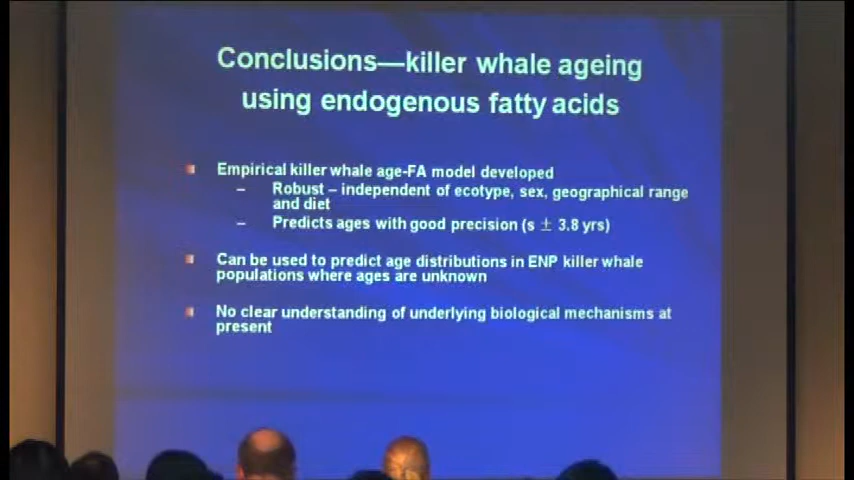 Conclusions—killer whale ageing
using endogenous fatty acids
Empirical killer whale age-FA model developed
– Robust – independent of ecotype, sex, geographical range
and diet
– Predicts ages with good precision (s ± 3.8 yrs)
Can be used to predict age distributions in ENP killer whale
populations where ages are unknown
No clear understanding of underlying biological mechanisms at
present